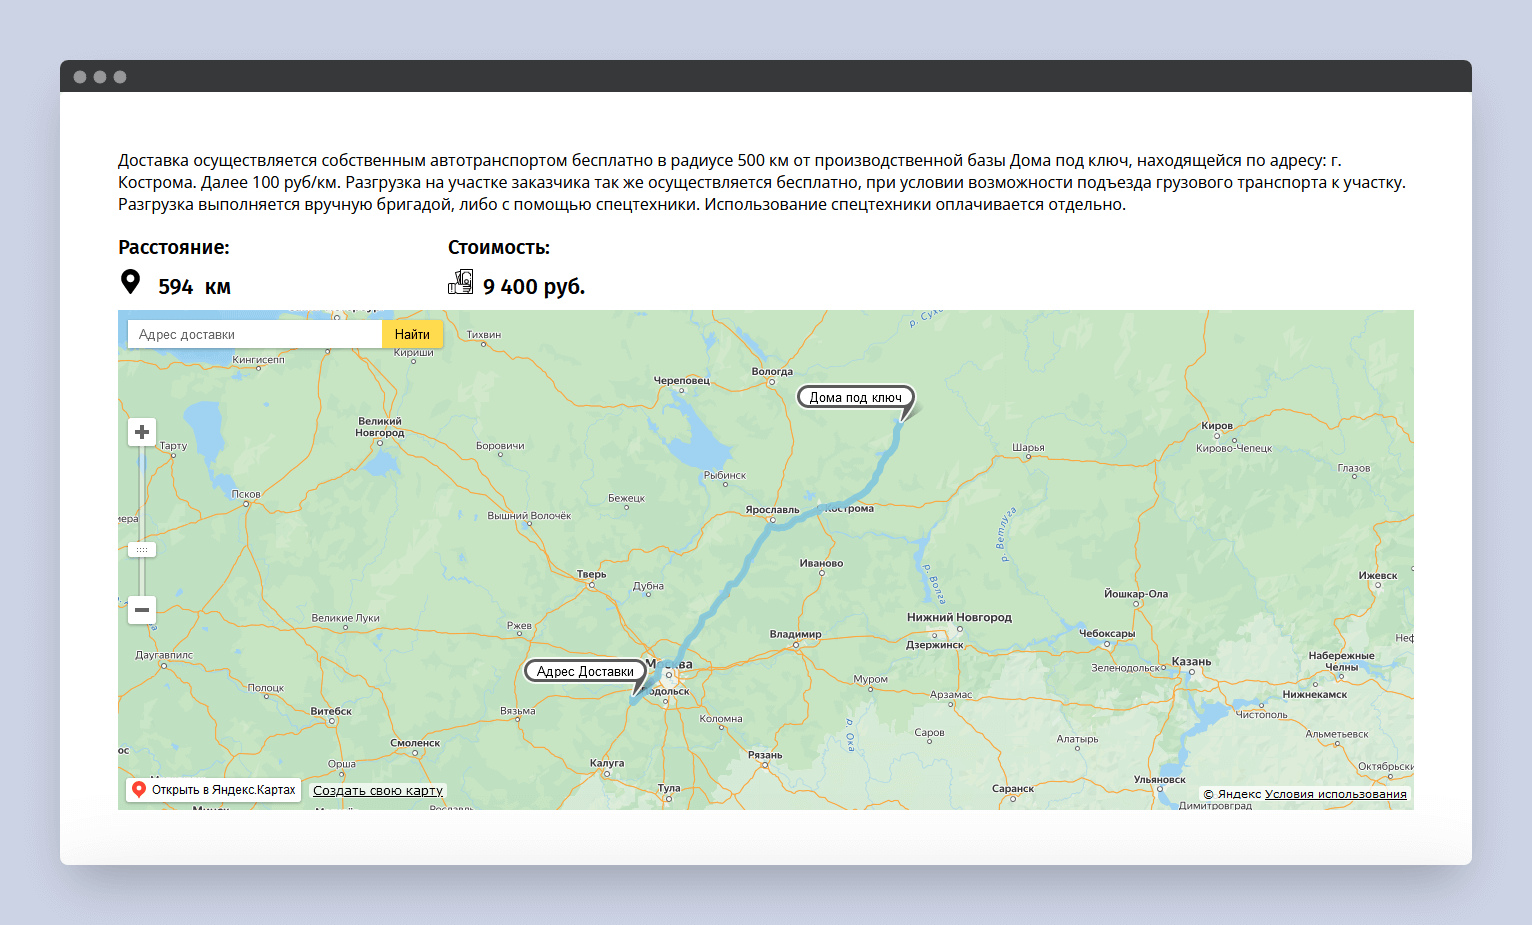 Доставка осуществляется собственным автотранспортом бесплатно в радиусе 500 км от производственной базы Дома под ключ, находящейся по адресу: г.
Кострома. Далее 100 руб/км. Разгрузка на участке заказчика так же осуществляется бесплатно, при условии возможности подъезда грузового транспорта к участку.
Разгрузка выполняется вручную бригадой, либо с помощью спецтехники. Использование спецтехники оплачивается отдельно.
Расстояние:
Стоимость:
594 км
9 400 руб.
Адрес доставки
Найти
Тихвин
р. Сухо
Кириши
Кингисепп
Вологда
Череповец
Дома под ключ
Великий
Новгород
Киров
Тарту
Боровичи
Шарья
Кирово-Чепецк
Глазов
Рыбинск
Псков
Бежецк
Ярославль
Кострома
Вышний Волочёк
р. Ветлуга
Иваново
Тверь
Дубна
р. Волга
Ижевск
Йошкар-Ола
Великие Луки
Нижний Новгород
Ржев
Владимир
Чебоксары
Дзержинск
Неф
Даугавпилс
Москва
Набережные
Челны
Адрес Доставки
Казань
Зеленодольск
Муром
Полоцк
одольск
Арзамас
Нижнекамск
Витебск
Вязьма
Коломна
Чистополь
р. Ока
Саров
Альметьевск
Смоленск
Алатырь
Рязань
Орша
Калуга
Октябрьски
Ульяновск
Открыть в Яндекс.Картах
Создать свою карту
Тула
Саранск
© Яндекс Условия использования
Димитровград